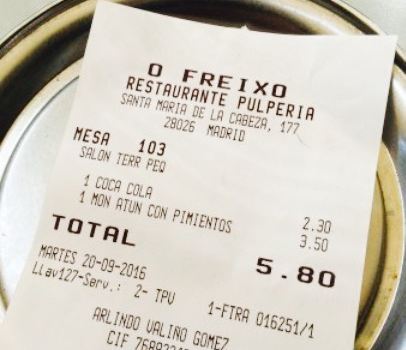 O FREIXO
RESTAURANTE PULPERIA
SANTA MARIA DE LA CABEZA, 177
28026 MADRID
MESA 103
SALON TERR PEQ
1 COCA COLA 2.30
1 MON ATUN CON PIMIENTOS 3.50
TOTAL 5.80
MARTES 20-09-2016
LLav127-Serv.: 2- TPU 1-FTRA 016251/1
ARLINDO VALIÑO GOMEZ
CIF